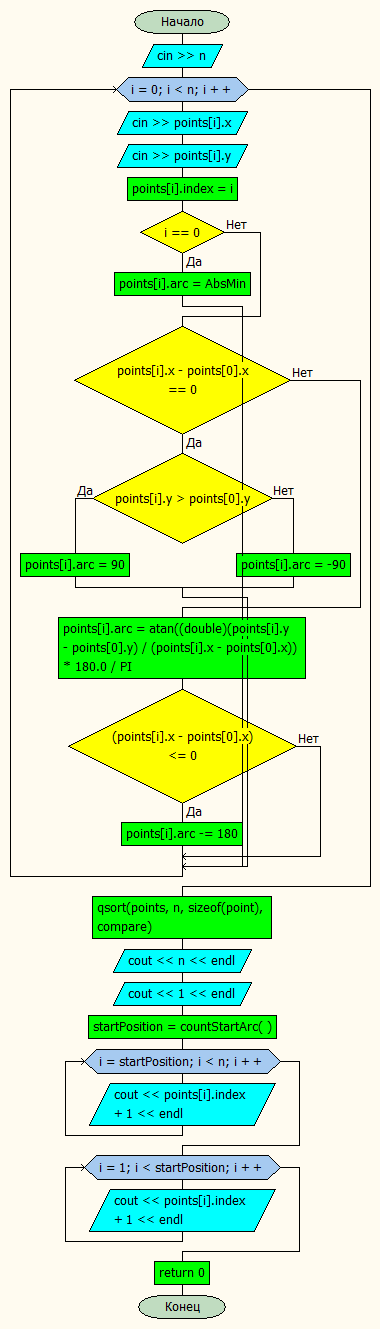 Начало
cin >> n
i = 0; i < n; i + +
cin >> points[i].x
cin >> points[i].y
points[i].index = i
Нет
i == 0
Да
points[i].arc = AbsMin
points[i].x - points[0].x
== 0
Нет
Да
Да
points[i].y > points[0].y
Нет
points[i].arc = 90
points[i].arc = -90
points[i].arc = atan((double)(points[i].y
- points[0].y) / (points[i].x - points[0].x))
* 180.0 / PI
(points[i].x - points[0].x)
<= 0
Нет
Да
points[i].arc -= 180
qsort(points, n, sizeof(point),
compare)
cout << n << endl
cout << 1 << endl
startPosition = countStartArc( )
i = startPosition; i < n; i + +
cout << points[i].index
+ 1 << endl
i = 1; i < startPosition; i + +
cout << points[i].index
+ 1 << endl
return 0
Конец